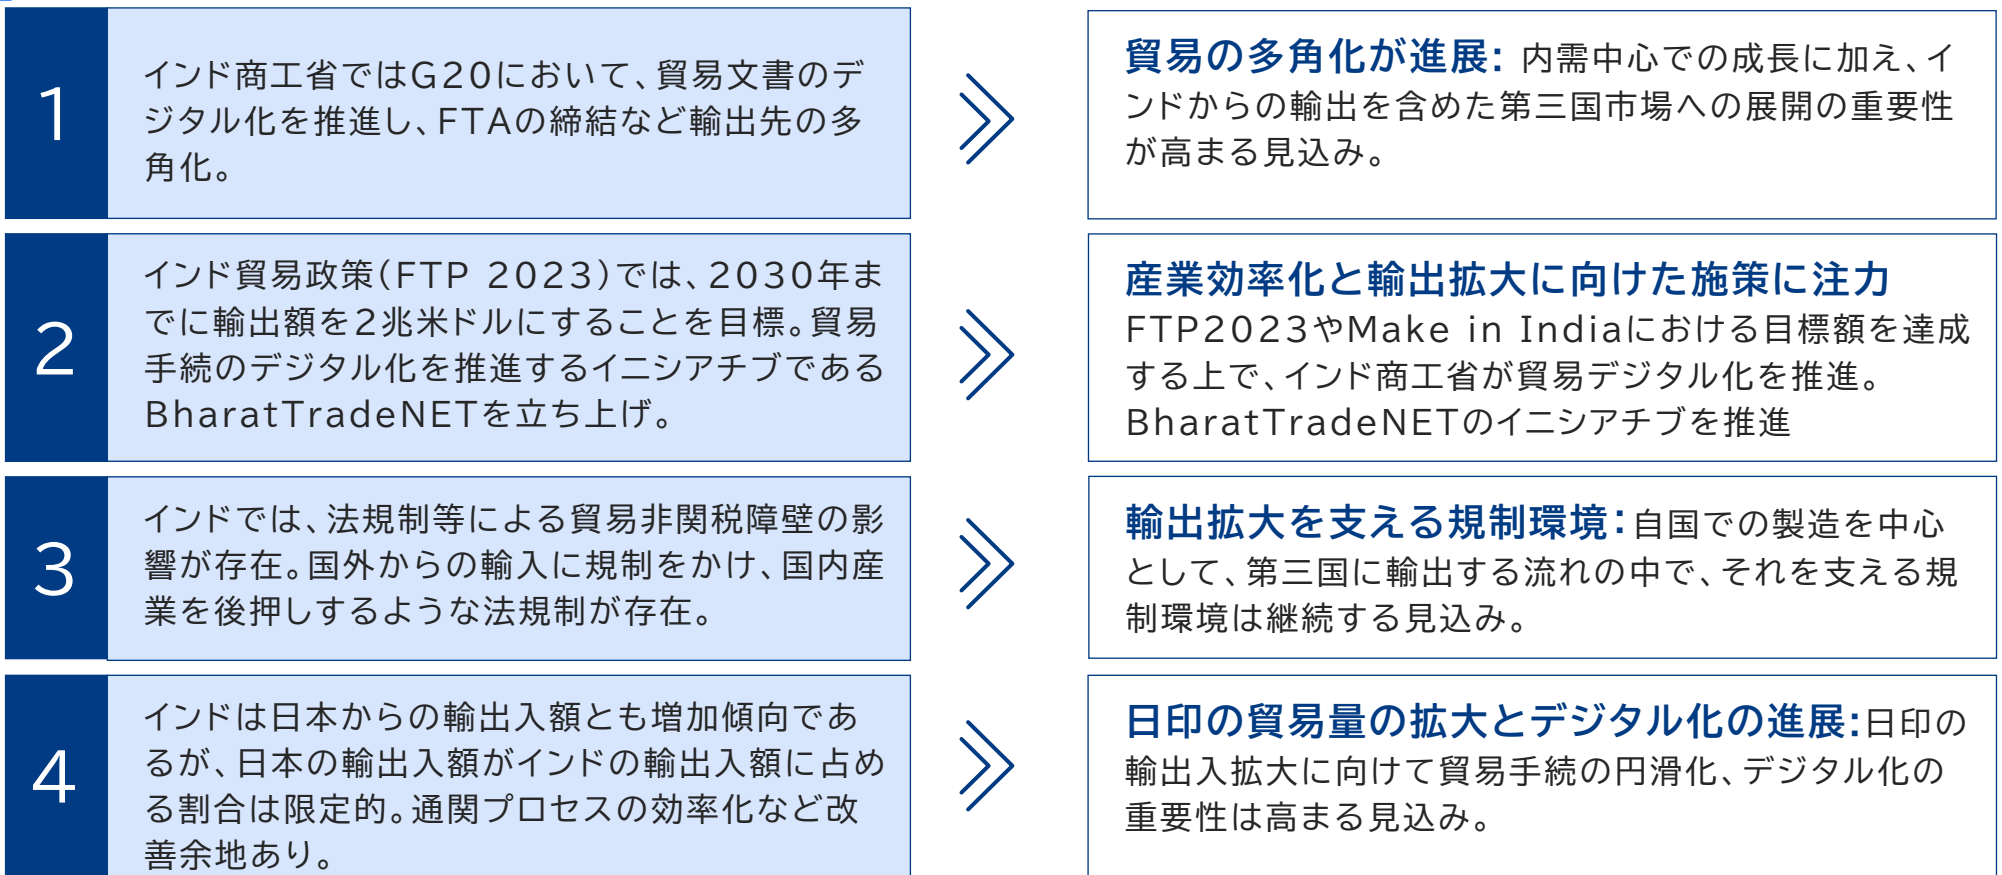 1
インド商工省ではG20において、貿易文書のデ
ジタル化を推進し、FTAの締結など輸出先の多
角化。
貿易の多角化が進展: 内需中心での成長に加え、イ
ンドからの輸出を含めた第三国市場への展開の重要性
が高まる見込み。
2
インド貿易政策(FTP 2023)では、2030年ま
でに輸出額を2兆米ドルにすることを目標。貿易
手続のデジタル化を推進するイニシアチブである
BharatTradeNETを立ち上げ。
産業効率化と輸出拡大に向けた施策に注力
FTP2023やMake in Indiaにおける目標額を達成
する上で、インド商工省が貿易デジタル化を推進。
BharatTradeNETのイニシアチブを推進
3
インドでは、法規制等による貿易非関税障壁の影
響が存在。国外からの輸入に規制をかけ、国内産
業を後押しするような法規制が存在。
輸出拡大を支える規制環境：自国での製造を中心
として、第三国に輸出する流れの中で、それを支える規
制環境は継続する見込み。
4
インドは日本からの輸出入額とも増加傾向であ
るが、日本の輸出入額がインドの輸出入額に占め
る割合は限定的。通関プロセスの効率化など改
善余地あり。
日印の貿易量の拡大とデジタル化の進展:日印の
輸出入拡大に向けて貿易手続の円滑化、デジタル化の
重要性は高まる見込み。